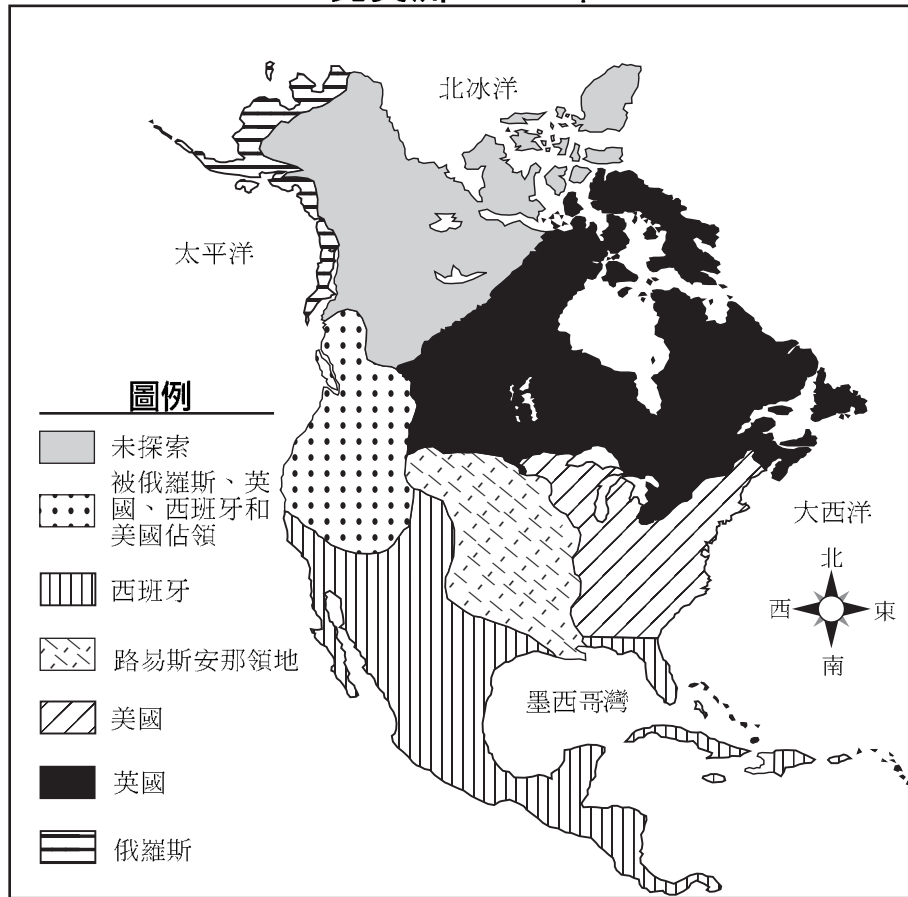 北冰洋
太平洋
圖例
未探索
被俄羅斯、英
國、西班牙和
美國佔領
西班牙
路易斯安那領地
美國
英國
俄羅斯
大西洋
北
西
東
南
墨西哥灣